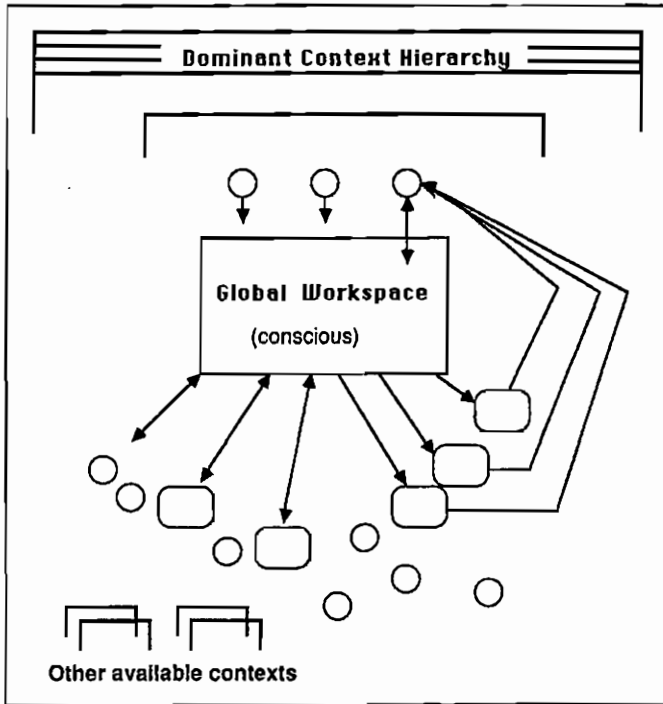 Dominant Context Hierarchy
Global Workspace
(conscious)
Other available contexts